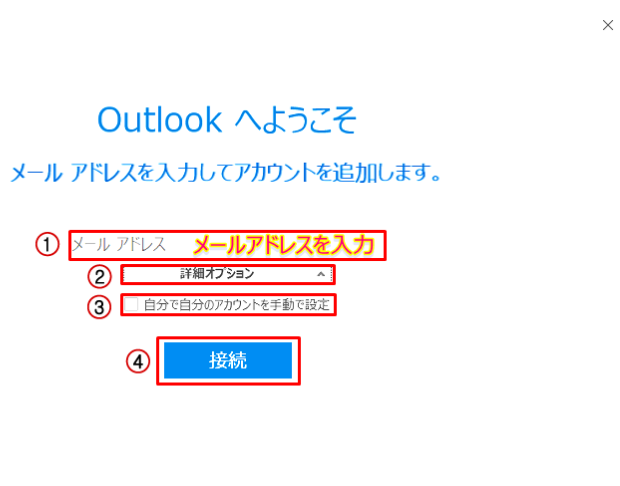 Outlook へようこそ
メール アドレスを入力してアカウントを追加します。
① メール アドレス メールアドレスを入力
② 詳細オプション
③ 自分で自分のアカウントを手動で設定
④ 接続